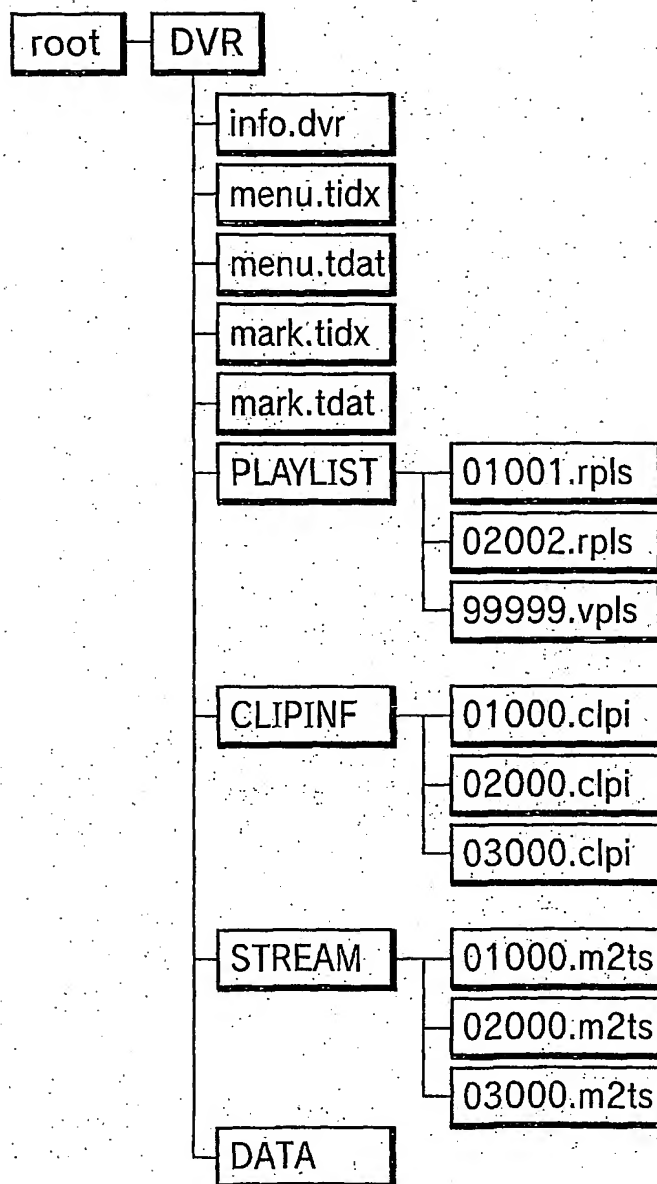 root DVR
info.dvr
menu.tidx
menu.tdat
mark.tidx
mark.tdat
PLAYLIST 01001.rpls
02002.rpls
99999.vpls
CLIPINF 01000.clpi
02000.clpi
03000.clpi
STREAM 01000.m2ts
02000.m2ts
03000.m2ts
DATA